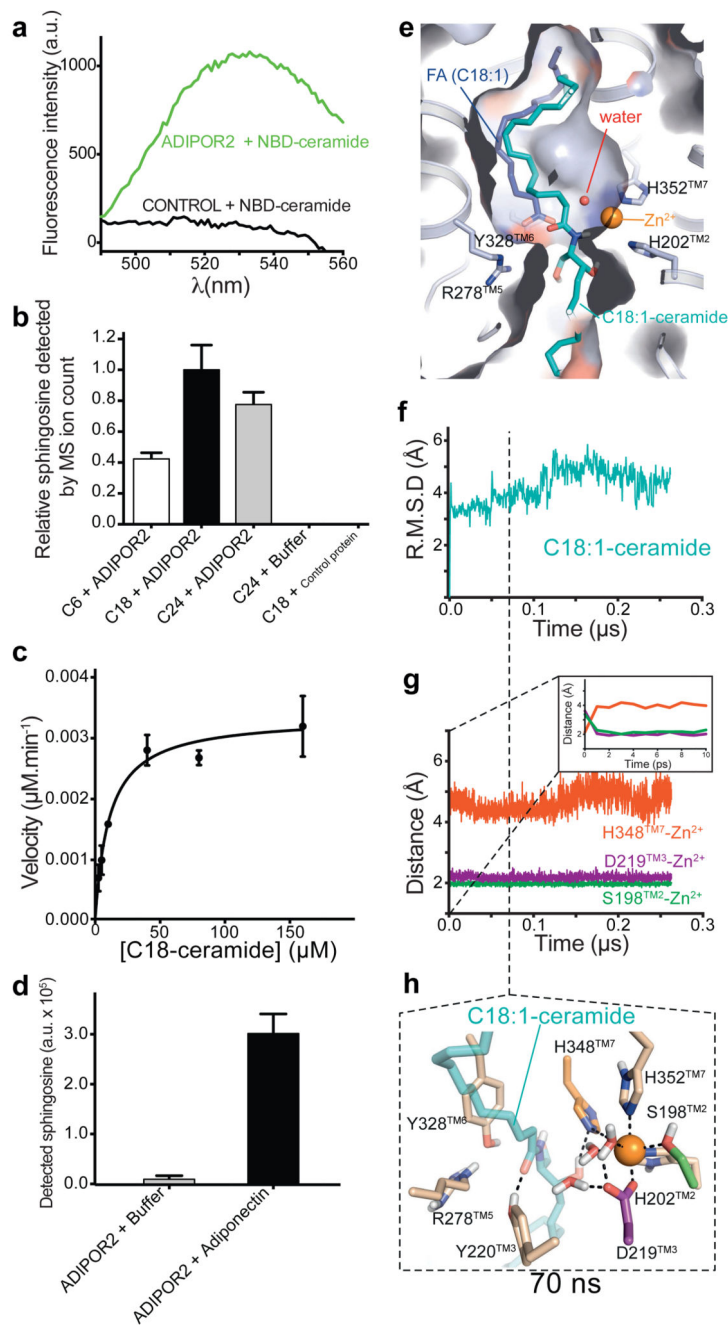 a
Fluorescence intensity (a.u.)
1000
500
0
ADIPOR2 + NBD-ceramide
CONTROL + NBD-ceramide
500
520
540
560
λ(nm)
b
Relative sphingosine detected
by MS ion count
1.2
1.0
0.8
0.6
0.4
0.2
0.0
C6 + ADIPOR2
C18 + ADIPOR2
C24 + ADIPOR2
C24 + Buffer
C18 + Control protein
c
Velocity (µM.min⁻¹)
0.004
0.003
0.002
0.001
0.000
0
50
100
150
[C18-ceramide] (µM)
d
Detected sphingosine (a.u. x 10⁵)
3.0
2.0
1.0
0.0
ADIPOR2 + Buffer
ADIPOR2 + Adiponectin
e
FA (C18:1)
water
H352ᵀᴹ⁷
Zn²⁺
Y328ᵀᴹ⁶
H202ᵀᴹ²
R278ᵀᴹ⁵
C18:1-ceramide
f
R.M.S.D (Å)
6
4
2
0
C18:1-ceramide
0.0
0.1
0.2
0.3
Time (µs)
g
Distance (Å)
6
4
2
0
Distance (Å)
6
4
2
0
2
4
6
8
10
Time (ps)
H348ᵀᴹ⁷-Zn²⁺
D219ᵀᴹ³-Zn²⁺
S198ᵀᴹ²-Zn²⁺
0.0
0.1
0.2
0.3
Time (µs)
h
C18:1-ceramide
H348ᵀᴹ⁷
H352ᵀᴹ⁷
S198ᵀᴹ²
Y328ᵀᴹ⁶
R278ᵀᴹ⁵
H202ᵀᴹ²
Y220ᵀᴹ³
D219ᵀᴹ³
70 ns